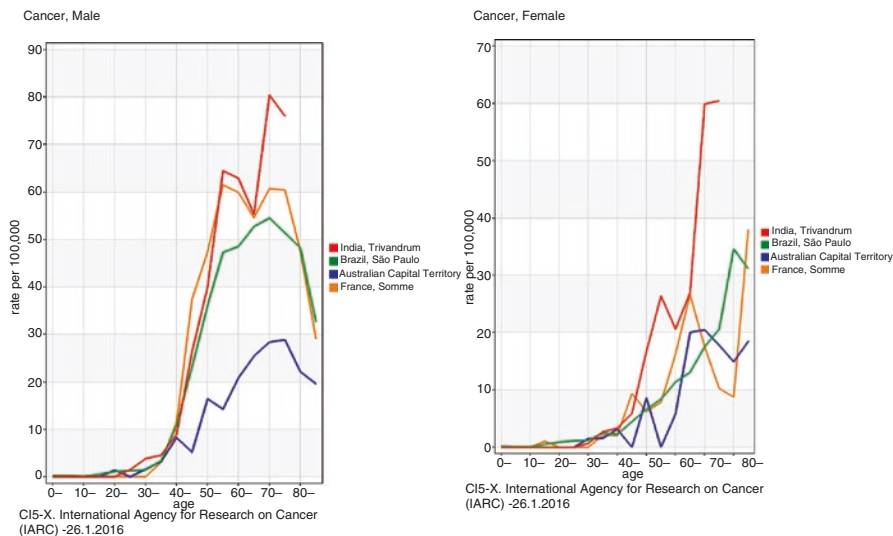 Cancer, Male
90
80
70
60
50
40
30
20
10
0
rate per 100,000
0– 10– 20– 30– 40– 50– 60– 70– 80–
age
India, Trivandrum
Brazil, São Paulo
Australian Capital Territory
France, Somme
CI5-X. International Agency for Research on Cancer
(IARC) -26.1.2016
Cancer, Female
70
60
50
40
30
20
10
0
rate per 100,000
0– 10– 20– 30– 40– 50– 60– 70– 80–
age
India, Trivandrum
Brazil, São Paulo
Australian Capital Territory
France, Somme
CI5-X. International Agency for Research on Cancer
(IARC) -26.1.2016